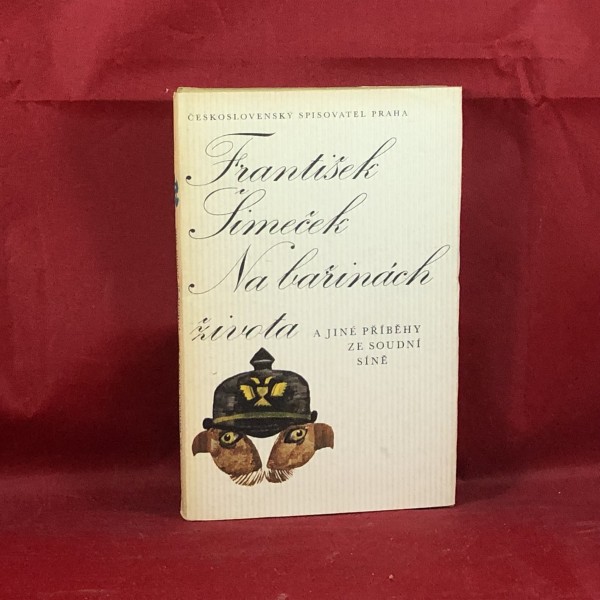 ČESKOSLOVENSKÝ SPISOVATEL PRAHA
František
Šimeček
Na bařinách
života A JINÉ PŘÍBĚHY
ZE SOUDNÍ
SÍNĚ